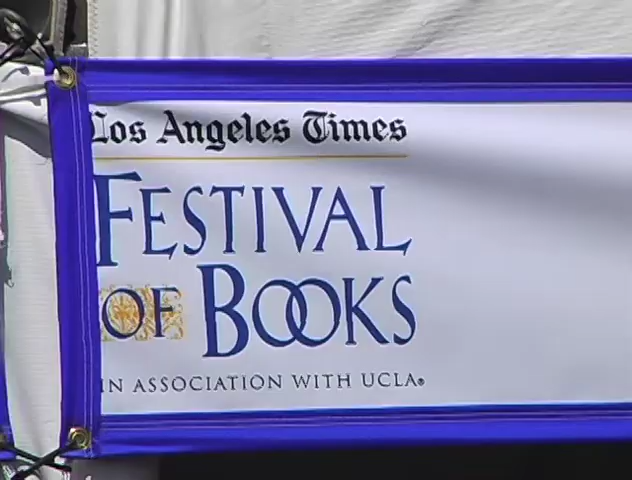 Los Angeles Times
FESTIVAL
OF BOOKS
IN ASSOCIATION WITH UCLA®